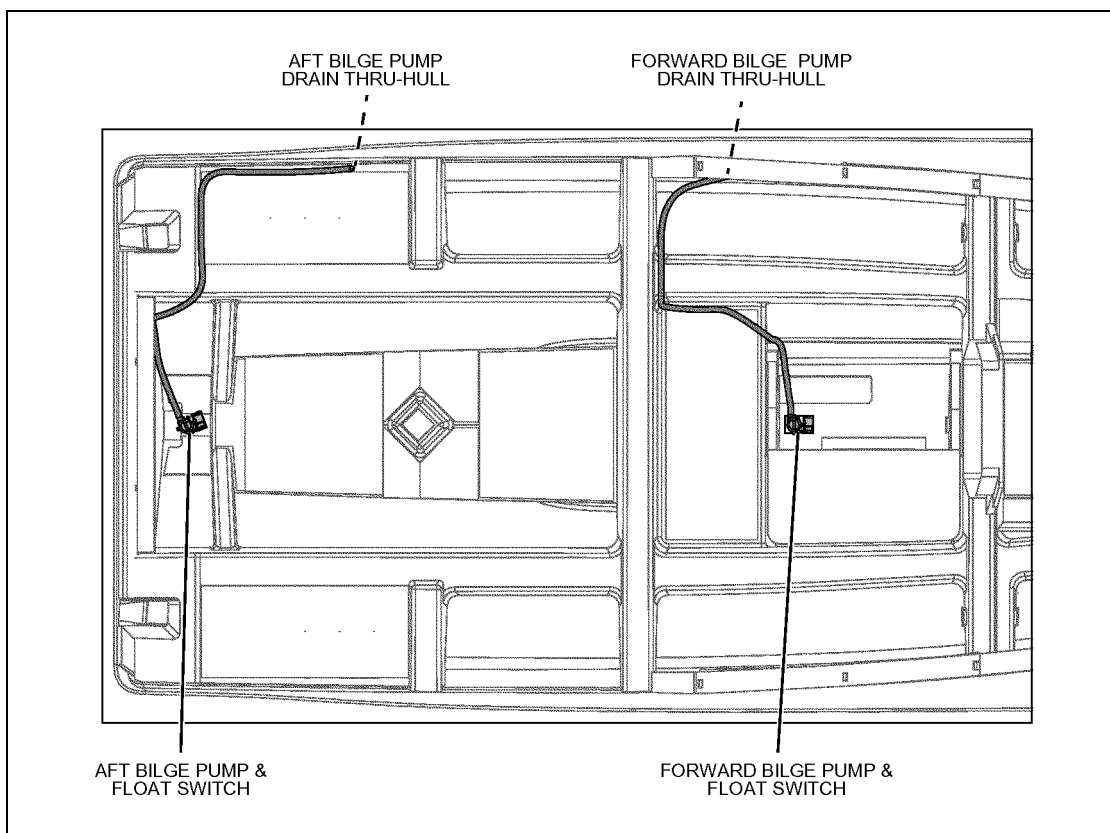 AFT BILGE PUMP
DRAIN THRU-HULL
FORWARD BILGE PUMP
DRAIN THRU-HULL
AFT BILGE PUMP &
FLOAT SWITCH
FORWARD BILGE PUMP &
FLOAT SWITCH